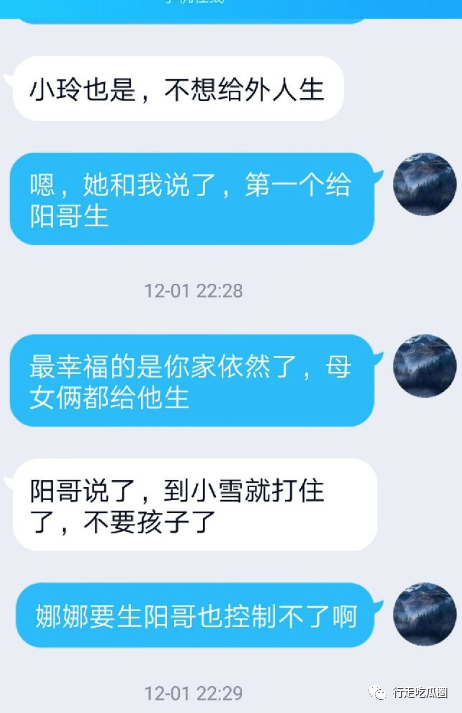 小玲也是，不想给外人生
嗯，她和我说了，第一个给
阳哥生
12-01 22:28
最幸福的是你家依然了，母
女俩都给他生
阳哥说了，到小雪就打住
了，不要孩子了
娜娜要生阳哥也控制不了啊
12-01 22:29
行走吃瓜圈